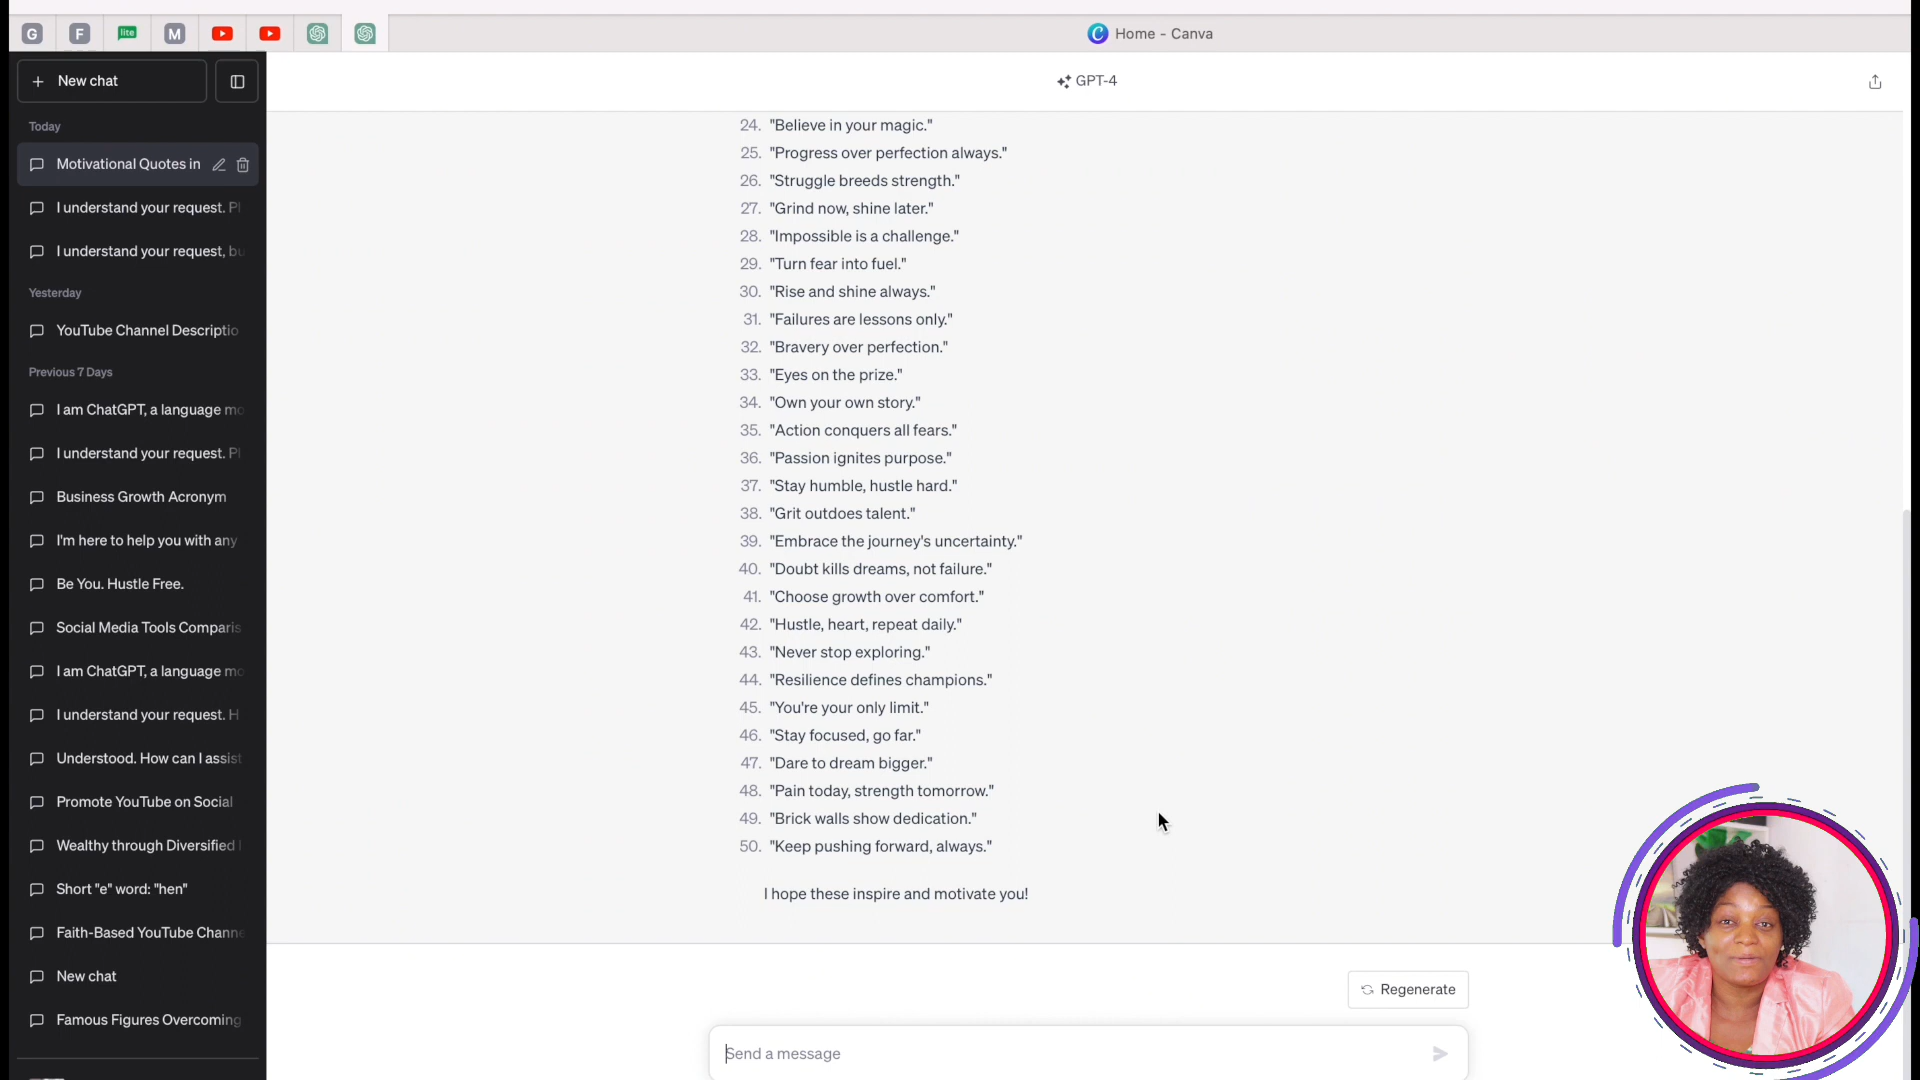 G
F
lite
M
Home - Canva
New chat
GPT-4
Today
Motivational Quotes in
I understand your request. Pl
I understand your request, bu
Yesterday
YouTube Channel Descriptio
Previous 7 Days
I am ChatGPT, a language mo
I understand your request. Pl
Business Growth Acronym
I'm here to help you with any
Be You. Hustle Free.
Social Media Tools Comparis
I am ChatGPT, a language mo
I understand your request. H
Understood. How can I assist
Promote YouTube on Social
Wealthy through Diversified I
Short "e" word: "hen"
Faith-Based YouTube Channe
New chat
Famous Figures Overcoming
24. "Believe in your magic."
25. "Progress over perfection always."
26. "Struggle breeds strength."
27. "Grind now, shine later."
28. "Impossible is a challenge."
29. "Turn fear into fuel."
30. "Rise and shine always."
31. "Failures are lessons only."
32. "Bravery over perfection."
33. "Eyes on the prize."
34. "Own your own story."
35. "Action conquers all fears."
36. "Passion ignites purpose."
37. "Stay humble, hustle hard."
38. "Grit outdoes talent."
39. "Embrace the journey's uncertainty."
40. "Doubt kills dreams, not failure."
41. "Choose growth over comfort."
42. "Hustle, heart, repeat daily."
43. "Never stop exploring."
44. "Resilience defines champions."
45. "You're your only limit."
46. "Stay focused, go far."
47. "Dare to dream bigger."
48. "Pain today, strength tomorrow."
49. "Brick walls show dedication."
50. "Keep pushing forward, always."
I hope these inspire and motivate you!
Regenerate
Send a message